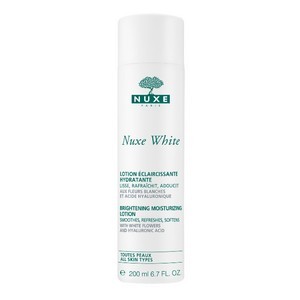 NUXE
PARIS
Nuxe White
LOTION ÉCLAIRCISSANTE
HYDRATANTE
LISSE, RAFRAÎCHIT, ADOUCIT
AUX FLEURS BLANCHES
ET ACIDE HYALURONIQUE
BRIGHTENING MOISTURIZING
LOTION
SMOOTHES, REFRESHES, SOFTENS
WITH WHITE FLOWERS
AND HYALURONIC ACID
TOUTES PEAUX
ALL SKIN TYPES
200 ml 6.7 FL. OZ.